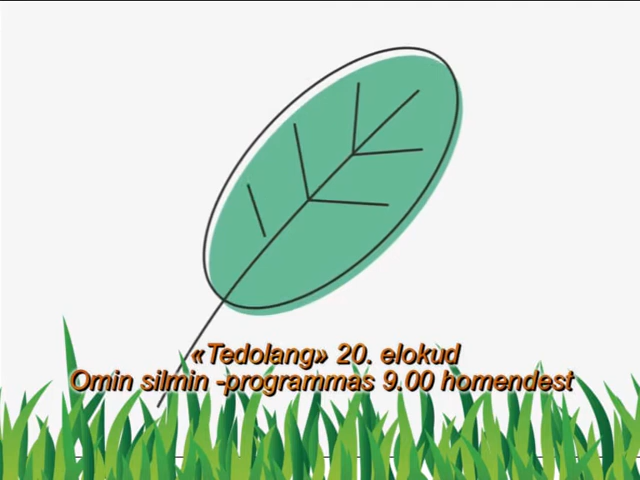 «Tedolang» 20. elokud
Omin silmin -programmas 9.00 homendest